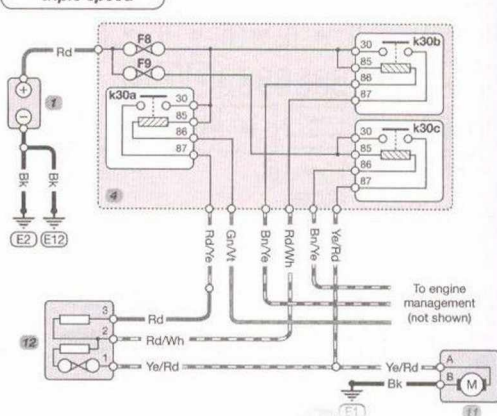 triple speed
Rd
F8
F9
k30b
30
85
86
87
k30a
30
85
86
87
k30c
30
85
86
87
+
−
1
4
Bk
Bk
E2
E12
Rd/Ye
Gn/Vt
Bn/Ye
Rd/Wh
Bn/Ye
Ye/Rd
To engine
management
(not shown)
3
Rd
2
Rd/Wh
1
Ye/Rd
12
Ye/Rd
A
Bk
B
M
E1
11